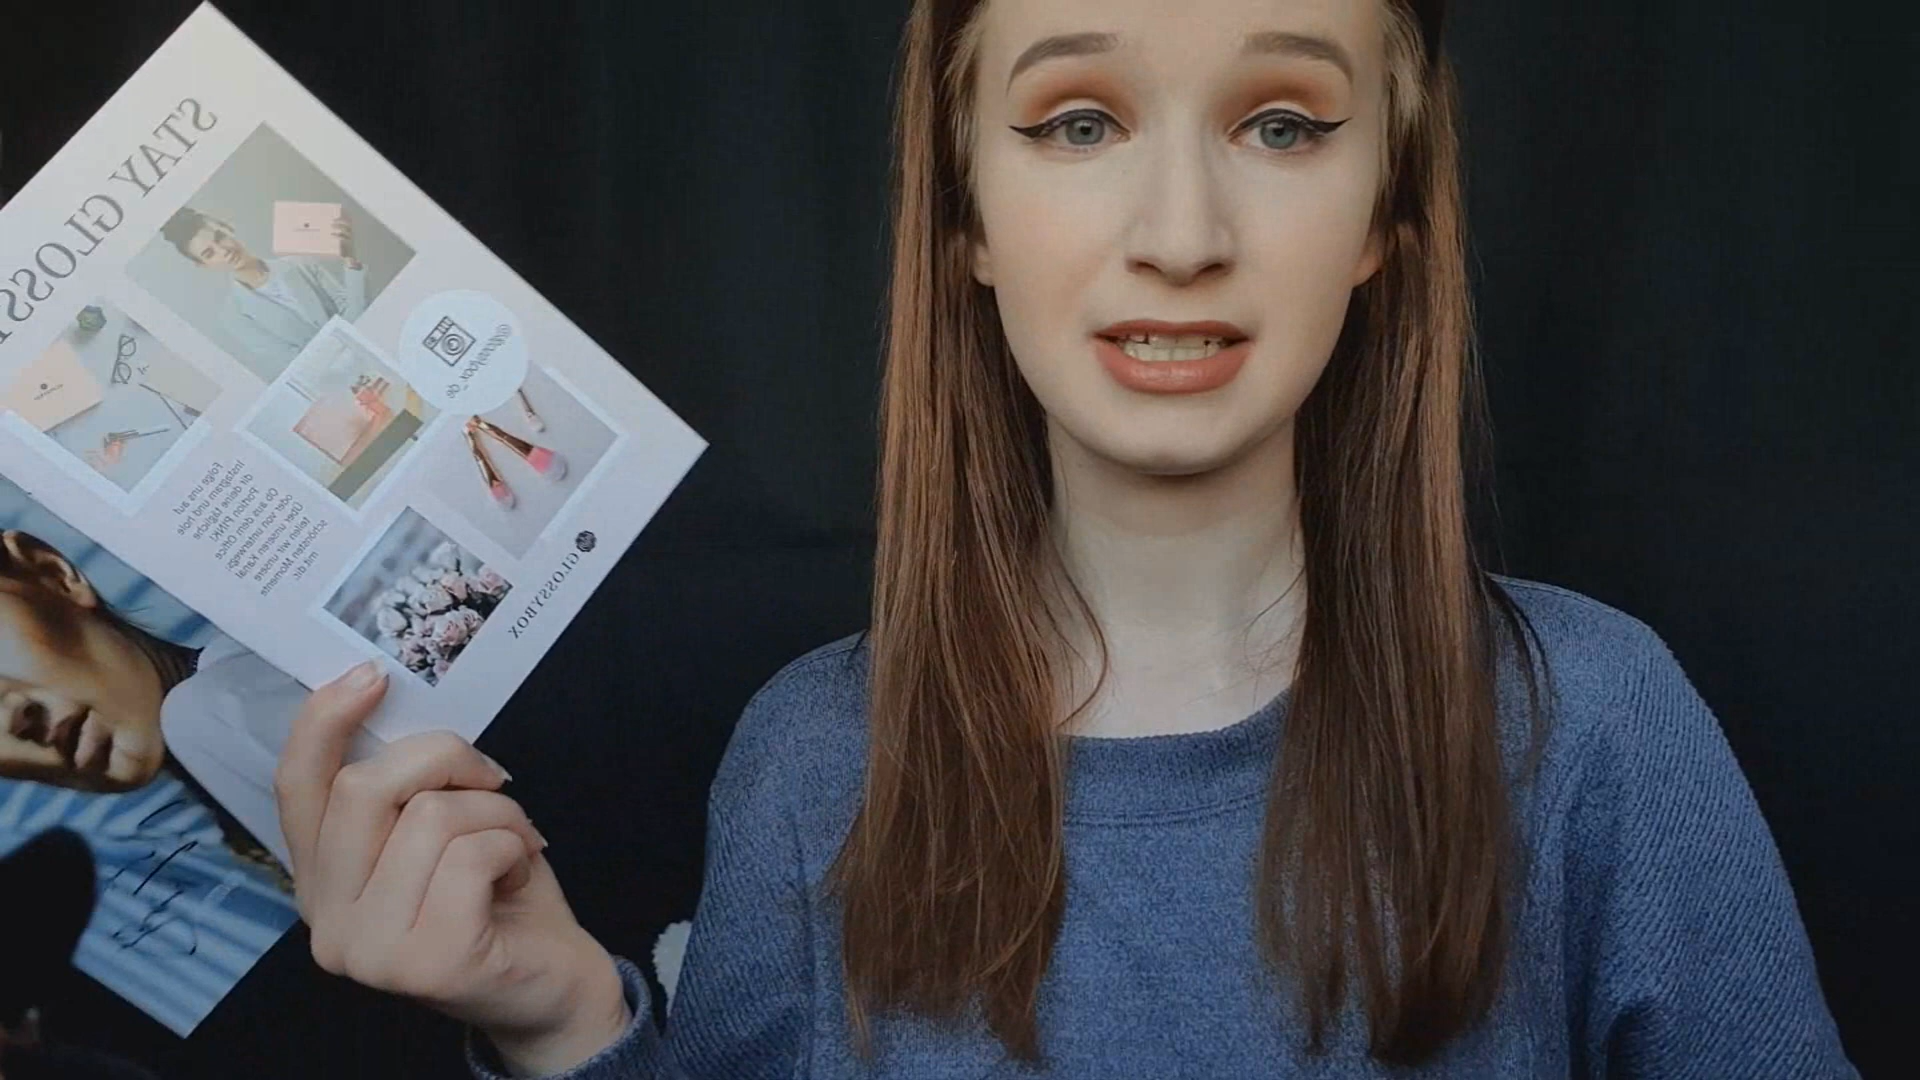 STAY GLOSSY
@glossybox_de
Folge uns auf
Instagram und hole
dir deine tägliche
Portion PINK!
Ob aus dem Office
oder von unterwegs:
Über unseren Kanal
teilen wir unsere
schönsten Momente
mit dir.
GLOSSYBOX